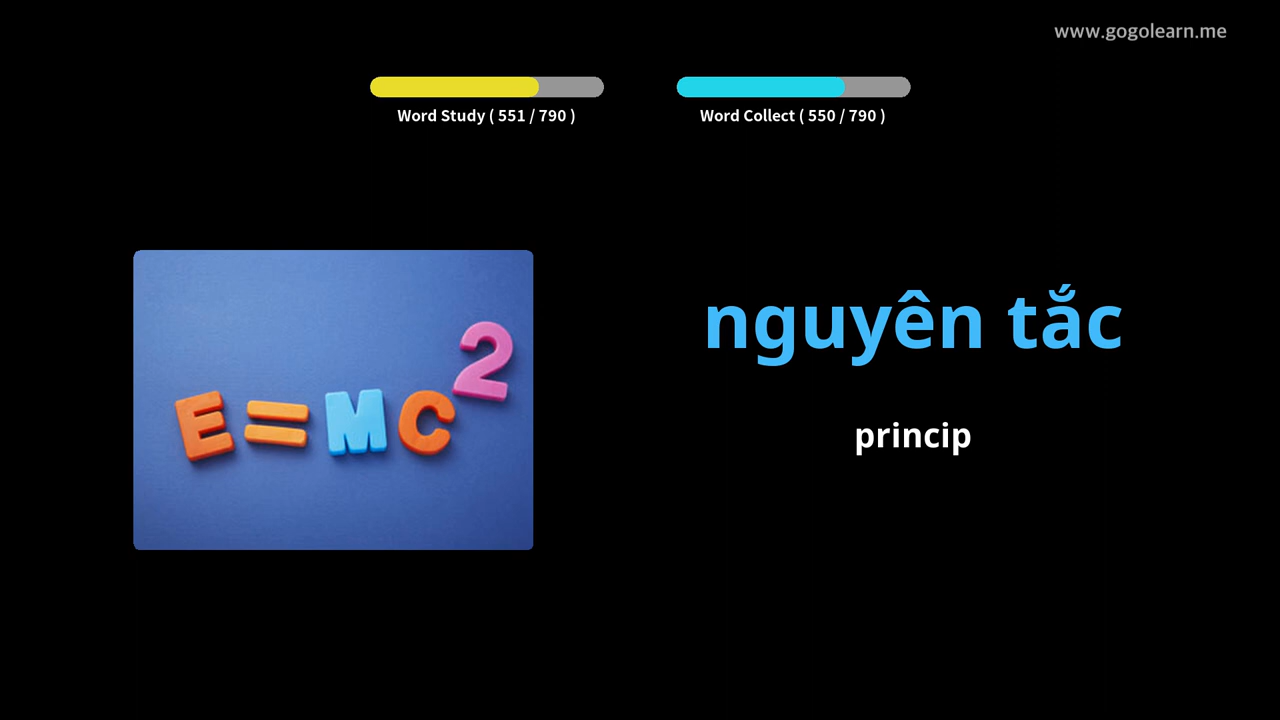 www.gogolearn.me
Word Study ( 551 / 790 )
Word Collect ( 550 / 790 )
E=MC2
nguyên tắc
princip